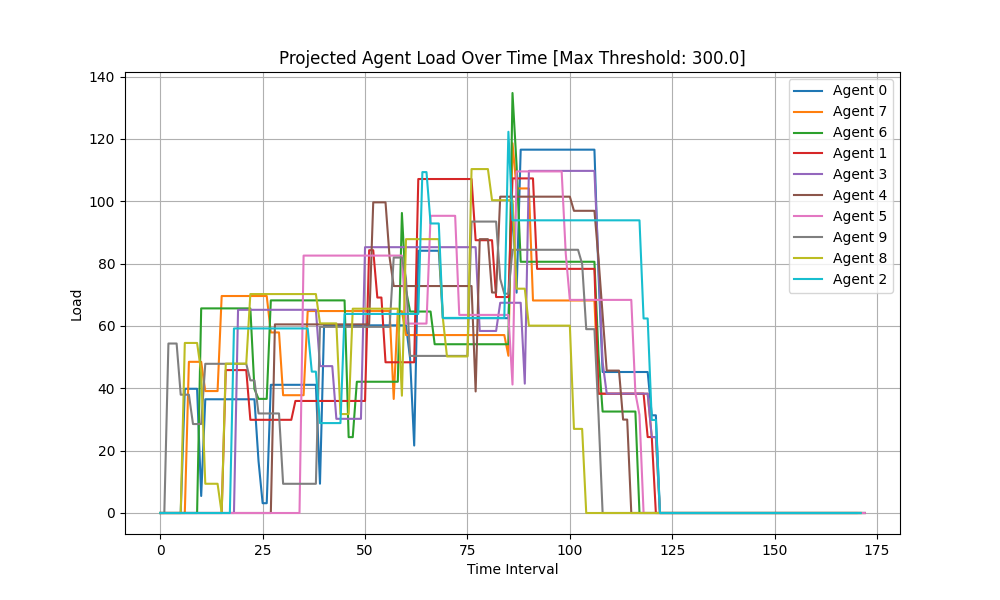 Projected Agent Load Over Time [Max Threshold: 300.0]
140
120
100
80
60
40
20
0
Load
0
25
50
75
100
125
150
175
Time Interval
Agent 0
Agent 7
Agent 6
Agent 1
Agent 3
Agent 4
Agent 5
Agent 9
Agent 8
Agent 2